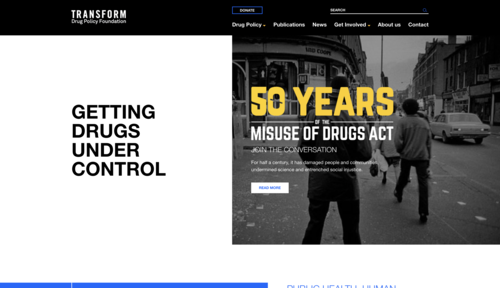 TRANSFORM
Drug Policy Foundation
DONATE
SEARCH
Drug Policy
Publications
News
Get Involved
About us
Contact
GETTING
DRUGS
UNDER
CONTROL
50 YEARS
OF THE
MISUSE OF DRUGS ACT
JOIN THE CONVERSATION
For half a century, it has damaged people and communities,
undermined science and entrenched social injustice.
READ MORE
PUBLIC HEALTH, HUMAN